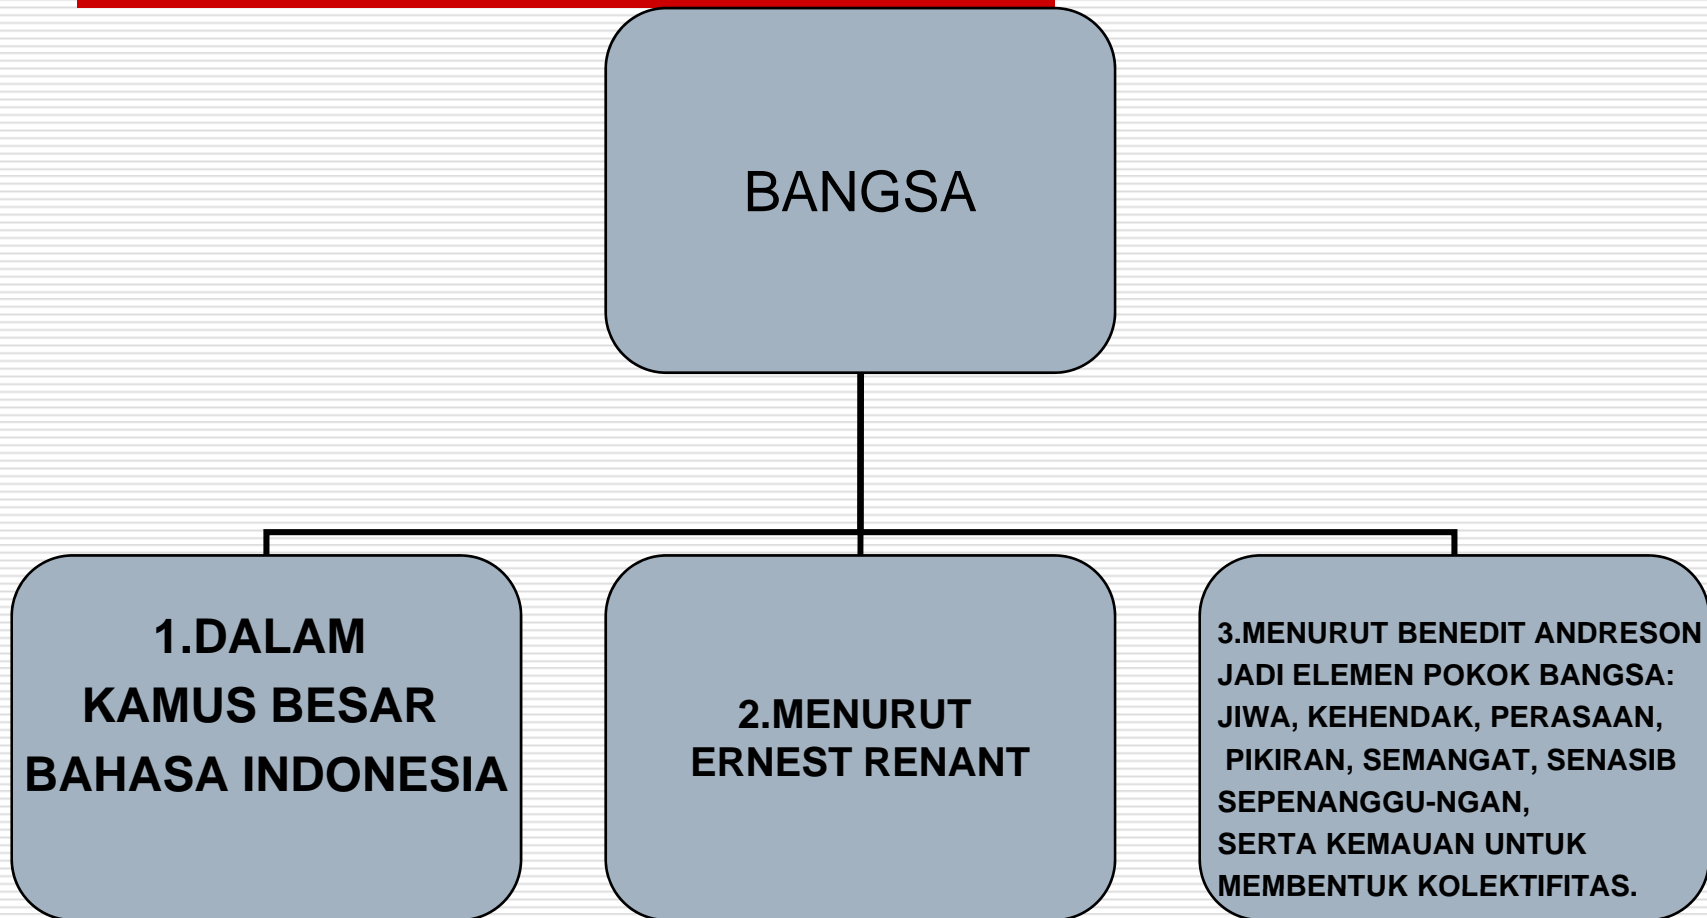 BANGSA
1.DALAM
KAMUS BESAR
BAHASA INDONESIA
2.MENURUT
ERNEST RENANT
3.MENURUT BENEDIT ANDRESON
JADI ELEMEN POKOK BANGSA:
JIWA, KEHENDAK, PERASAAN,
PIKIRAN, SEMANGAT, SENASIB
SEPENANGGU-NGAN,
SERTA KEMAUAN UNTUK
MEMBENTUK KOLEKTIFITAS.